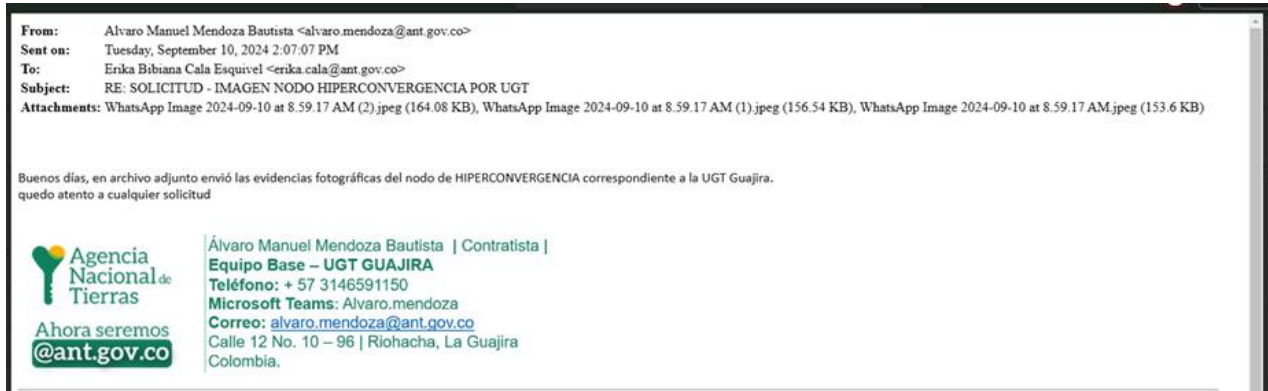 From: Alvaro Manuel Mendoza Bautista <alvaro.mendoza@ant.gov.co>
Sent on: Tuesday, September 10, 2024 2:07:07 PM
To: Erika Bibiana Cala Esquivel <erika.cala@ant.gov.co>
Subject: RE: SOLICITUD - IMAGEN NODO HIPERCONVERGENCIA POR UGT
Attachments: WhatsApp Image 2024-09-10 at 8.59.17 AM (2).jpeg (164.08 KB), WhatsApp Image 2024-09-10 at 8.59.17 AM (1).jpeg (156.54 KB), WhatsApp Image 2024-09-10 at 8.59.17 AM.jpeg (153.6 KB)
Buenos días, en archivo adjunto envió las evidencias fotográficas del nodo de HIPERCONVERGENCIA correspondiente a la UGT Guajira.
quedo atento a cualquier solicitud
Agencia
Nacional de
Tierras
Ahora seremos
@ant.gov.co
Álvaro Manuel Mendoza Bautista | Contratista |
Equipo Base – UGT GUAJIRA
Teléfono: + 57 3146591150
Microsoft Teams: Alvaro.mendoza
Correo: alvaro.mendoza@ant.gov.co
Calle 12 No. 10 – 96 | Riohacha, La Guajira
Colombia.